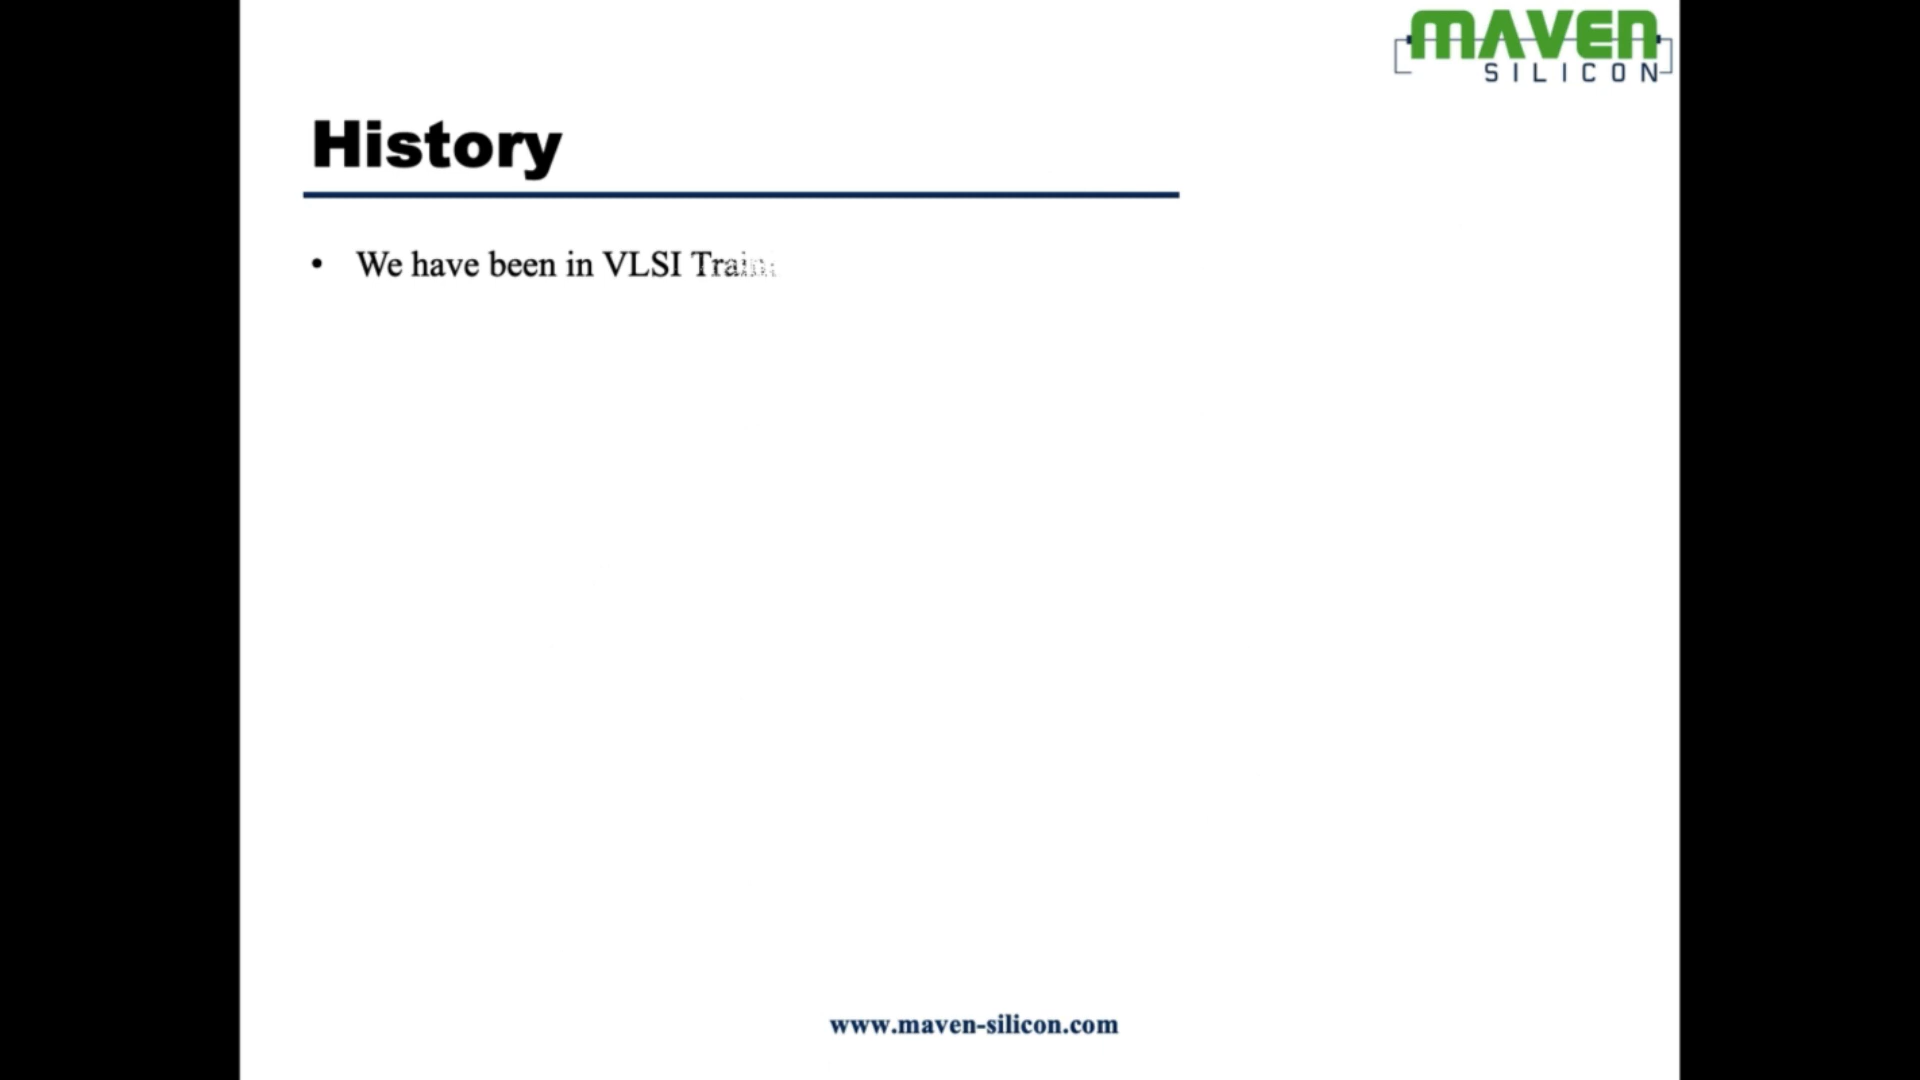 MAVEN
SILICON
History
• We have been in VLSI
www.maven-silicon.com